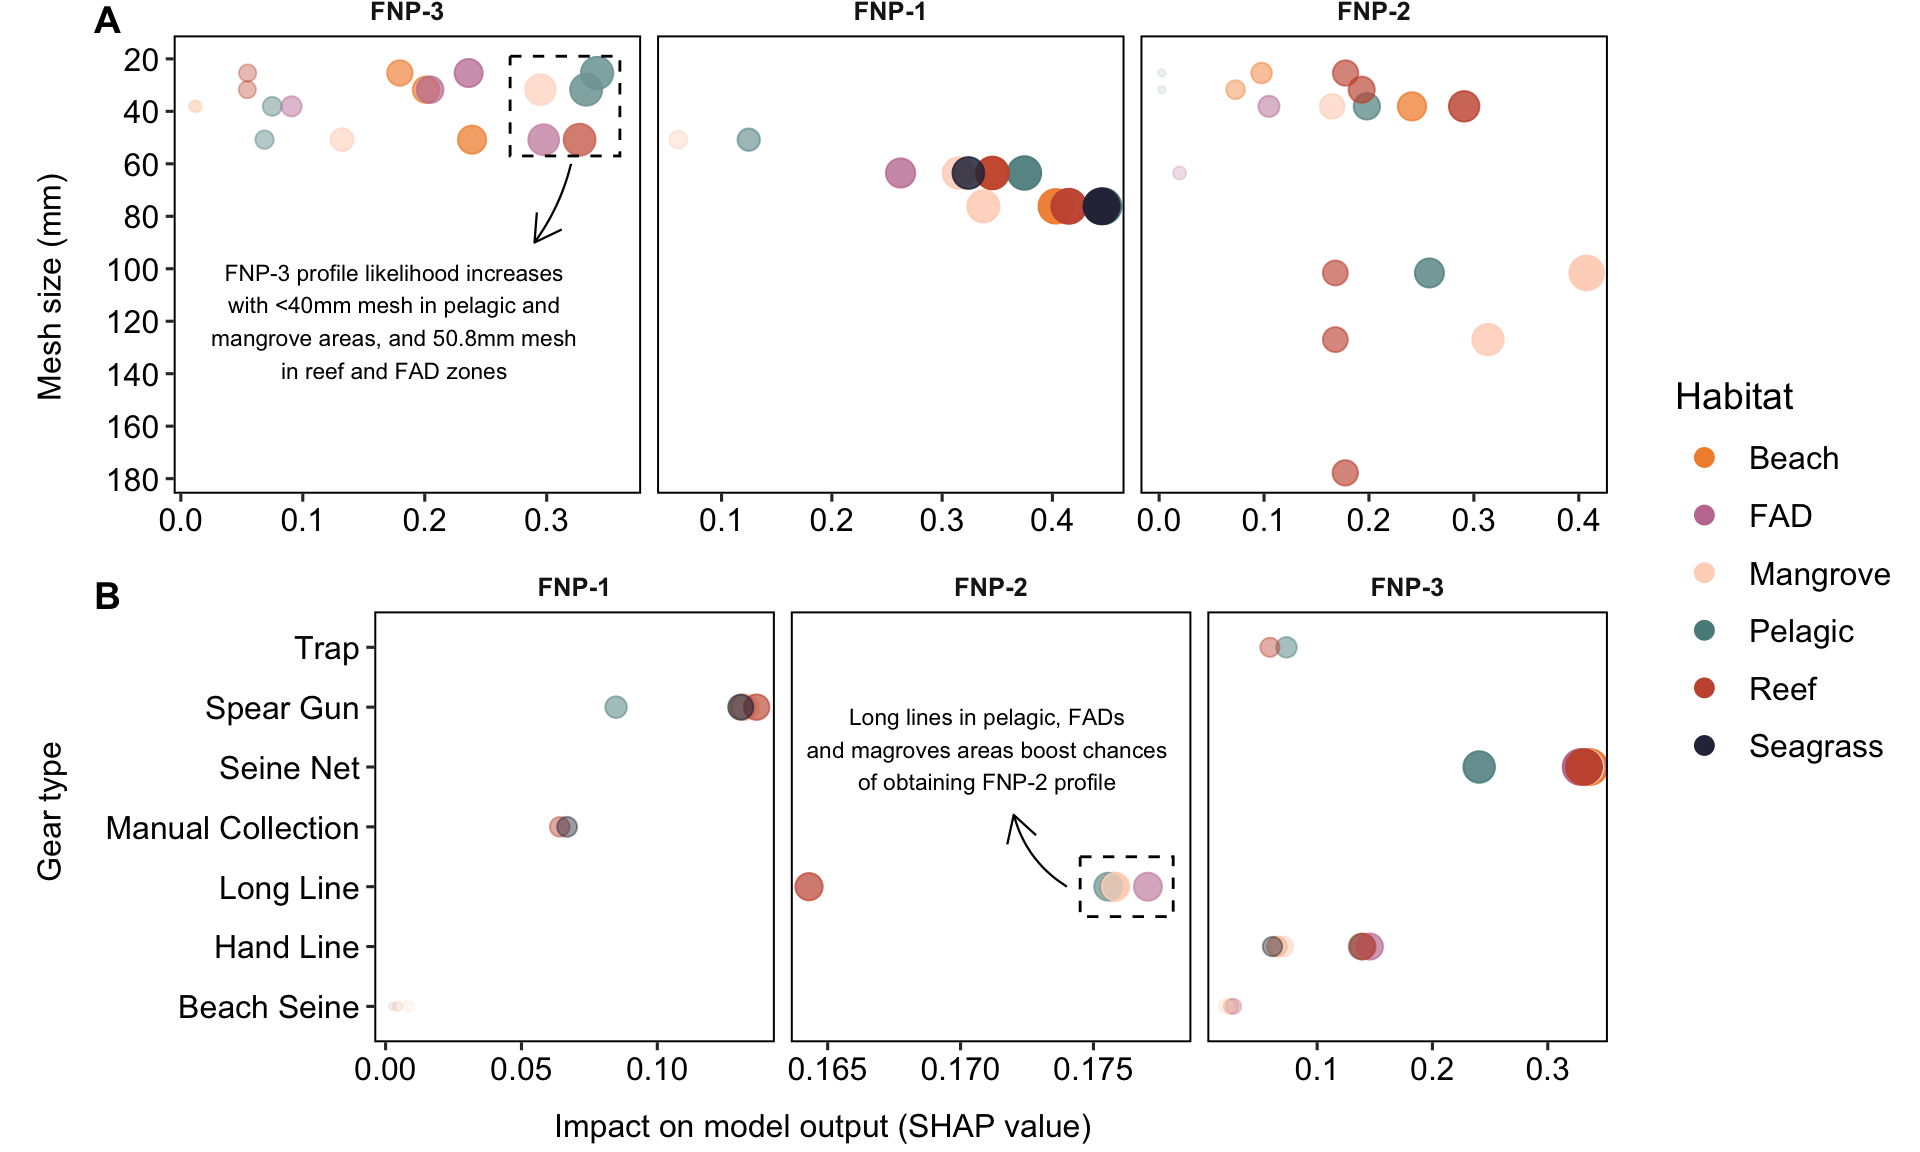 A
FNP-3
FNP-1
FNP-2
20
40
60
80
100
120
140
160
180
Mesh size (mm)
FNP-3 profile likelihood increases
with <40mm mesh in pelagic and
mangrove areas, and 50.8mm mesh
in reef and FAD zones
0.0
0.1
0.2
0.3
0.1
0.2
0.3
0.4
0.0
0.1
0.2
0.3
0.4
Habitat
Beach
FAD
Mangrove
Pelagic
Reef
Seagrass
B
FNP-1
FNP-2
FNP-3
Gear type
Trap
Spear Gun
Seine Net
Manual Collection
Long Line
Hand Line
Beach Seine
Long lines in pelagic, FADs
and magroves areas boost chances
of obtaining FNP-2 profile
0.00
0.05
0.10
0.165
0.170
0.175
0.1
0.2
0.3
Impact on model output (SHAP value)